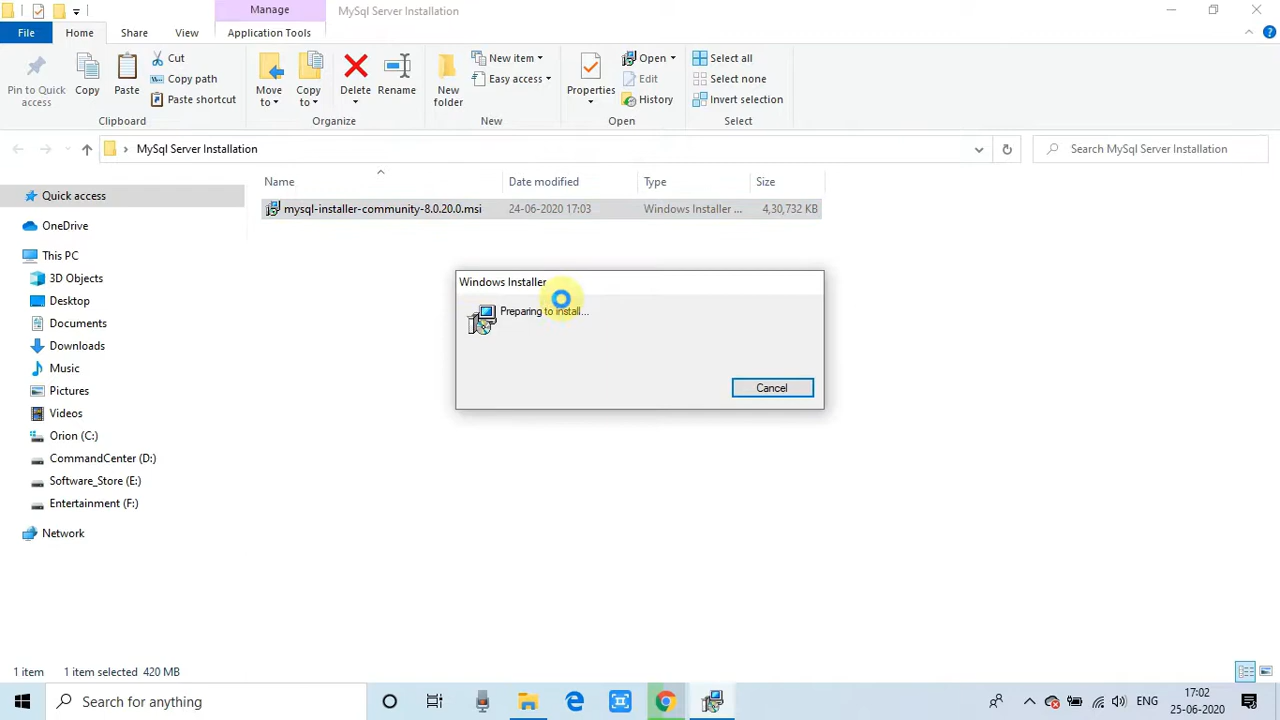 Manage
MySql Server Installation
File
Home
Share
View
Application Tools
Pin to Quick
access
Copy
Paste
Cut
Copy path
Paste shortcut
Clipboard
Move
to
Copy
to
Delete
Rename
Organize
New
folder
New item
Easy access
New
Properties
Open
Edit
History
Open
Select all
Select none
Invert selection
Select
MySql Server Installation
Search MySql Server Installation
Name
Date modified
Type
Size
mysql-installer-community-8.0.20.0.msi
24-06-2020 17:03
Windows Installer ...
4,30,732 KB
Quick access
OneDrive
This PC
3D Objects
Desktop
Documents
Downloads
Music
Pictures
Videos
Orion (C:)
CommandCenter (D:)
Software_Store (E:)
Entertainment (F:)
Network
Windows Installer
Preparing to install...
Cancel
1 item
1 item selected 420 MB
Search for anything
ENG
17:02
25-06-2020